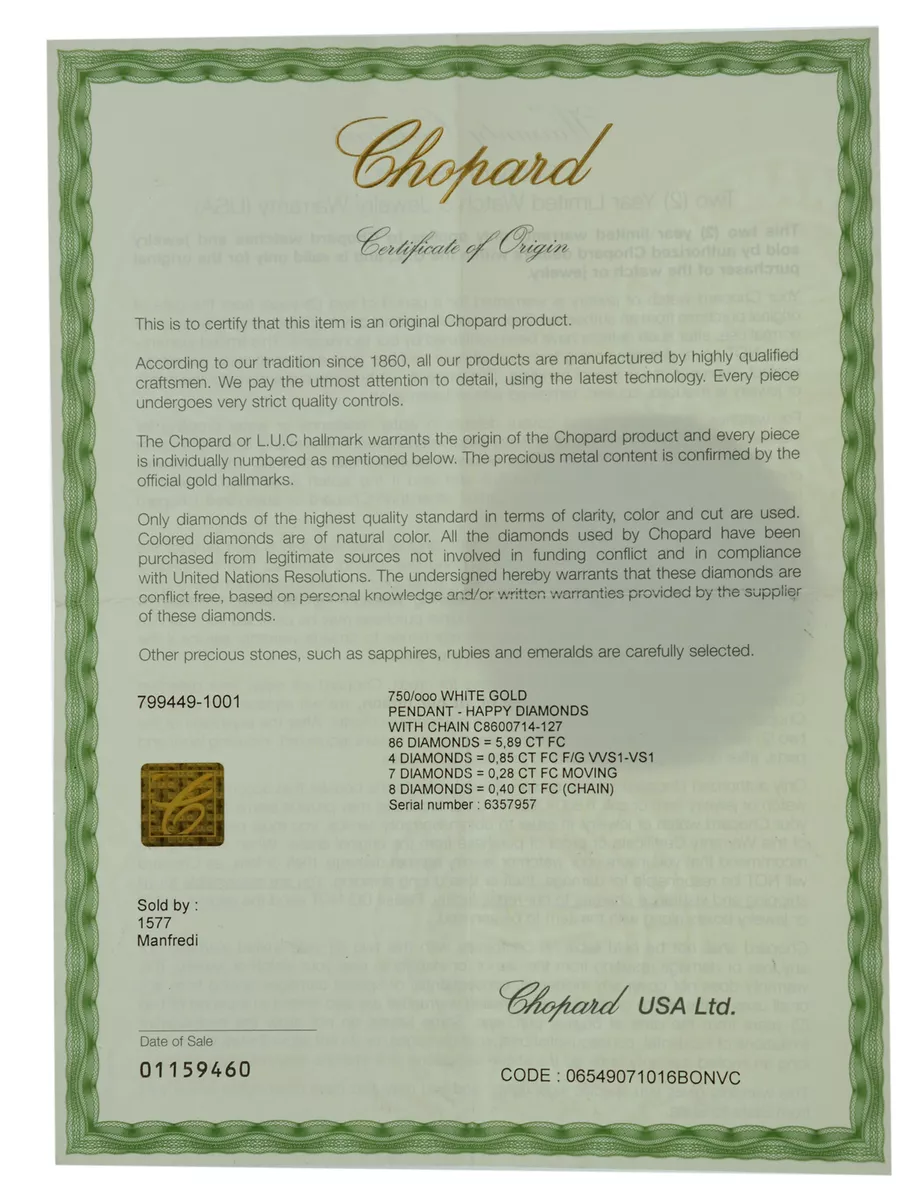 Chopard
Certificate of Origin
This is to certify that this item is an original Chopard product.
According to our tradition since 1860, all our products are manufactured by highly qualified
craftsmen. We pay the utmost attention to detail, using the latest technology. Every piece
undergoes very strict quality controls.
The Chopard or L.U.C hallmark warrants the origin of the Chopard product and every piece
is individually numbered as mentioned below. The precious metal content is confirmed by the
official gold hallmarks.
Only diamonds of the highest quality standard in terms of clarity, color and cut are used.
Colored diamonds are of natural color. All the diamonds used by Chopard have been
purchased from legitimate sources not involved in funding conflict and in compliance
with United Nations Resolutions. The undersigned hereby warrants that these diamonds are
conflict free, based on personal knowledge and/or written warranties provided by the supplier
of these diamonds.
Other precious stones, such as sapphires, rubies and emeralds are carefully selected.
799449-1001
750/ooo WHITE GOLD
PENDANT - HAPPY DIAMONDS
WITH CHAIN C8600714-127
86 DIAMONDS = 5,89 CT FC
4 DIAMONDS = 0,85 CT FC F/G VVS1-VS1
7 DIAMONDS = 0,28 CT FC MOVING
8 DIAMONDS = 0,40 CT FC (CHAIN)
Serial number : 6357957
Sold by :
1577
Manfredi
Chopard USA Ltd.
Date of Sale
01159460
CODE : 06549071016BONVC